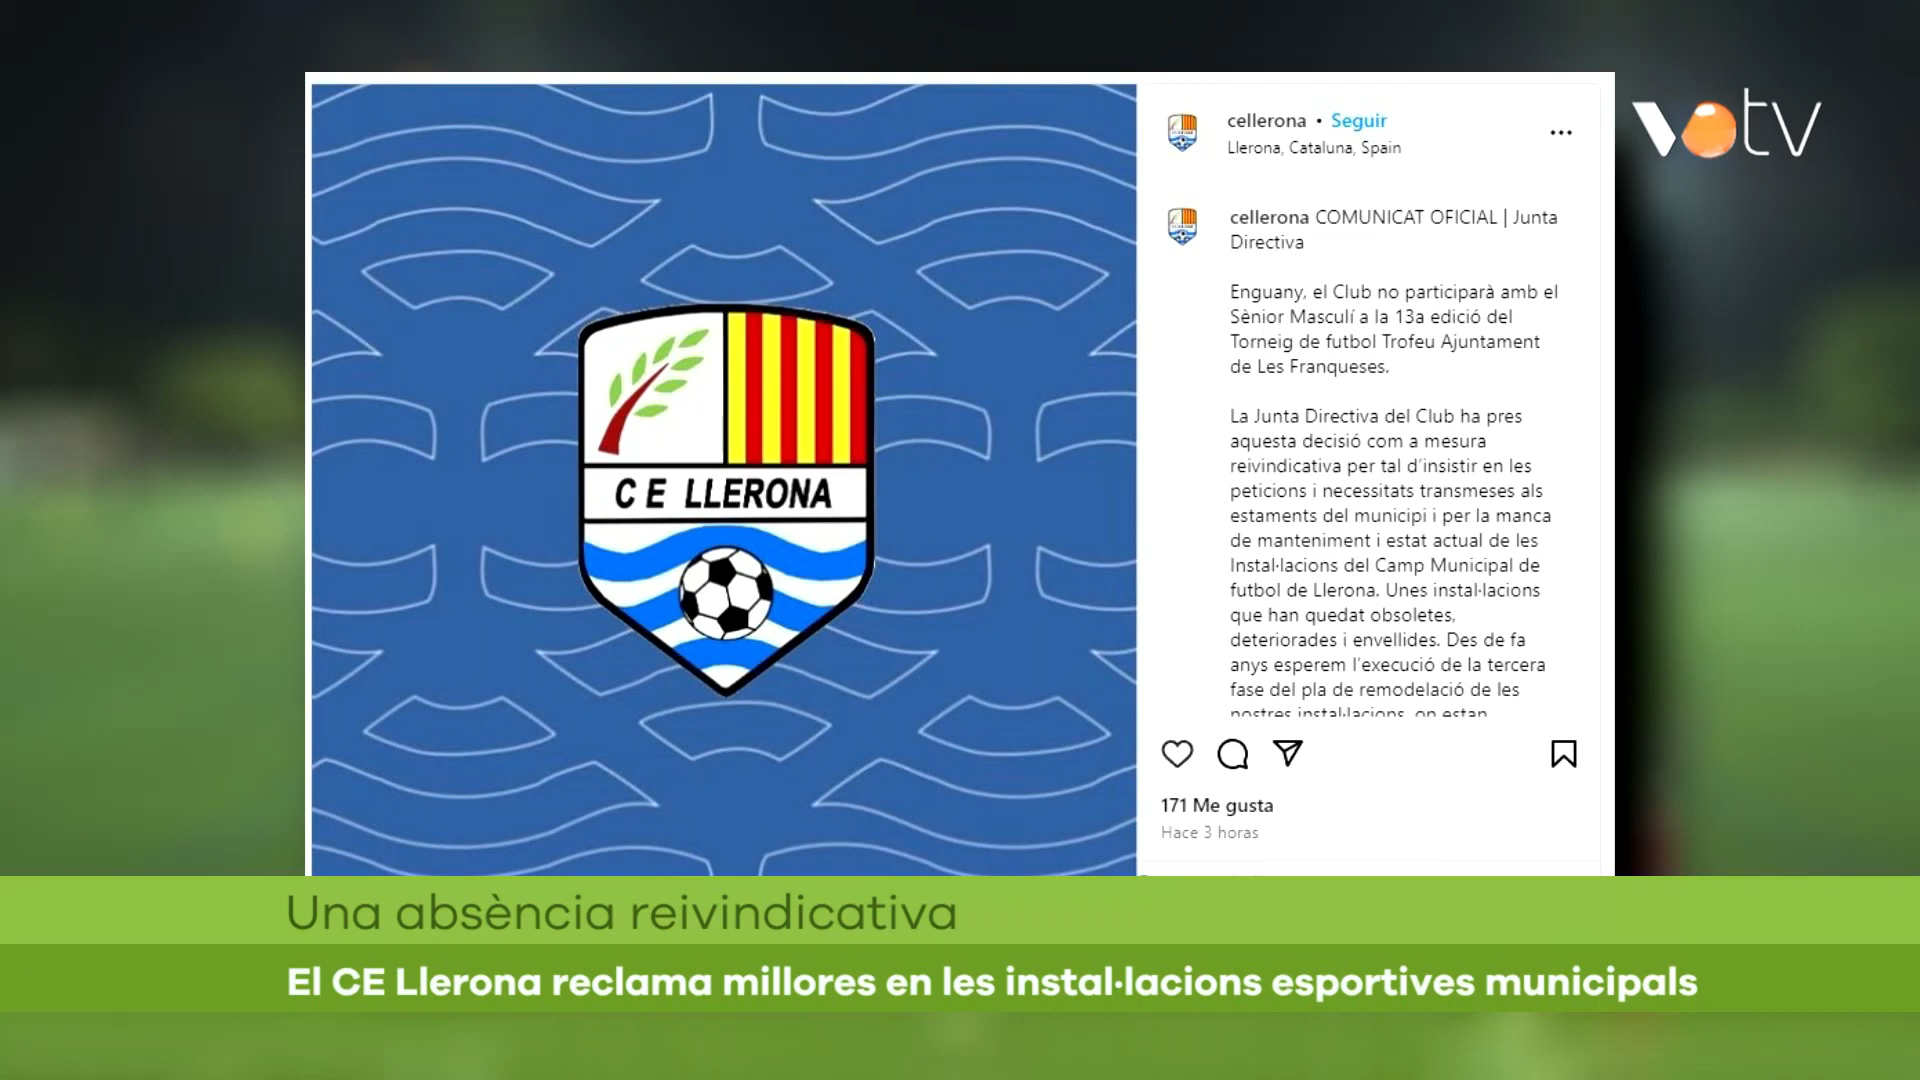 votv
cellerona • Seguir
Llerona, Cataluna, Spain
cellerona COMUNICAT OFICIAL | Junta
Directiva
Enguany, el Club no participarà amb el
Sènior Masculí a la 13a edició del
Torneig de futbol Trofeu Ajuntament
de Les Franqueses.
La Junta Directiva del Club ha pres
aquesta decisió com a mesura
reivindicativa per tal d'insistir en les
peticions i necessitats transmeses als
estaments del municipi i per la manca
de manteniment i estat actual de les
Instal·lacions del Camp Municipal de
futbol de Llerona. Unes instal·lacions
que han quedat obsoletes,
deteriorades i envellides. Des de fa
anys esperem l'execució de la tercera
fase del pla de remodelació de les
nostres instal·lacions, on estan
171 Me gusta
Hace 3 horas
C E LLERONA
Una absència reivindicativa
El CE Llerona reclama millores en les instal·lacions esportives municipals